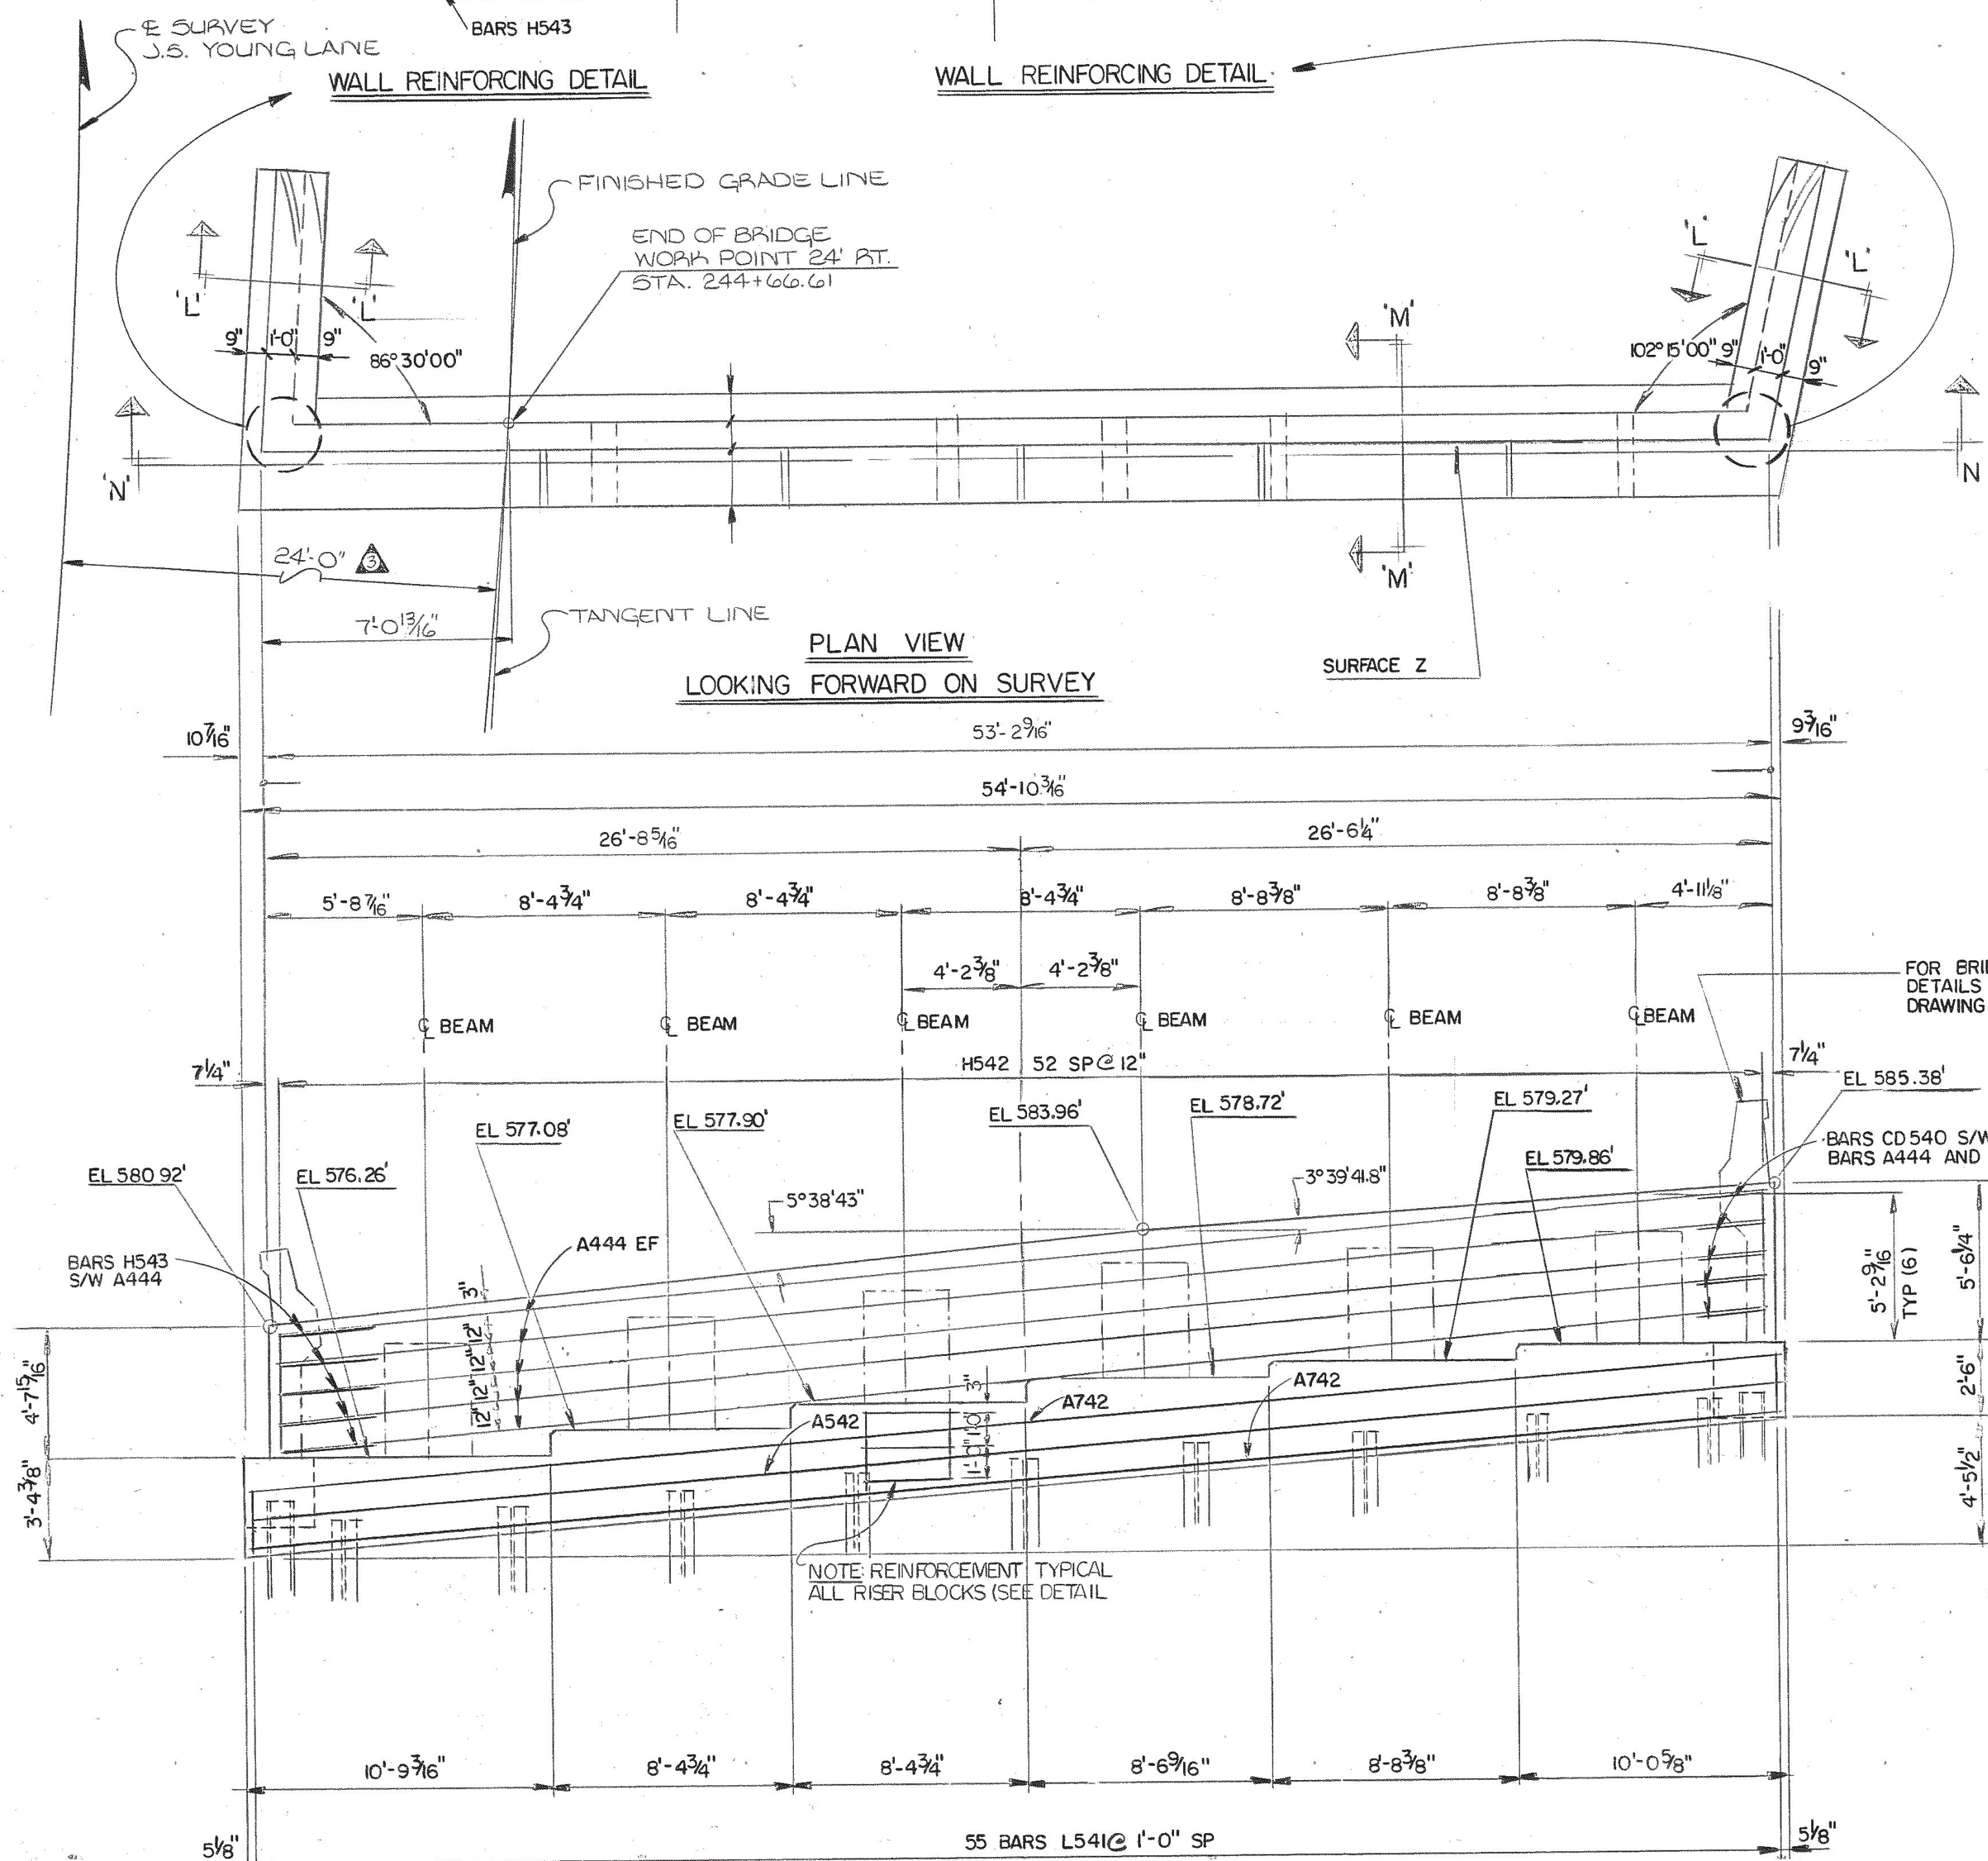 ℄ SURVEY
J.S. YOUNG LANE
BARS H543
WALL REINFORCING DETAIL
WALL REINFORCING DETAIL
FINISHED GRADE LINE
END OF BRIDGE
WORK POINT 24' RT.
STA. 244+66.61
'L'
'L'
'L'
'L'
9"
1'-0"
9"
86°30'00"
'M'
102°15'00"
9"
1'-0"
9"
'N'
N
'M'
24'-0"
3
7'-0 13/16"
TANGENT LINE
PLAN VIEW
LOOKING FORWARD ON SURVEY
SURFACE Z
10 7/16"
53'-2 9/16"
9 3/16"
54'-10 3/16"
26'-8 5/16"
26'-6 1/4"
5'-8 7/16"
8'-4 3/4"
8'-4 3/4"
8'-4 3/4"
8'-8 3/8"
8'-8 3/8"
4'-11 1/8"
4'-2 3/8"
4'-2 3/8"
FOR
DETAILS
DRAWING
℄ BEAM
℄ BEAM
℄ BEAM
℄ BEAM
℄ BEAM
℄ BEAM
7 1/4"
H542 52 SP@12"
7 1/4"
EL 585.38'
EL 577.08'
EL 577.90'
EL 583.96'
EL 578.72'
EL 579.27'
BARS CD540 S/W
BARS A444 AND
EL 580.92'
EL 576.26'
5°38'43"
3°39'41.8"
EL 579.86'
A444 EF
BARS H543
S/W A444
3"
12"
12"
12"
12"
5'-2 9/16"
TYP (6)
5'-6 1/4"
4'-7 15/16"
3'-4 3/8"
A542
3"
A742
A742
2'-6"
4'-5 1/2"
NOTE: REINFORCEMENT TYPICAL
ALL RISER BLOCKS (SEE DETAIL
10'-9 3/16"
8'-4 3/4"
8'-4 3/4"
8'-6 9/16"
8'-8 3/8"
10'-0 5/8"
5 1/8"
55 BARS L541@ 1'-0" SP
5 1/8"